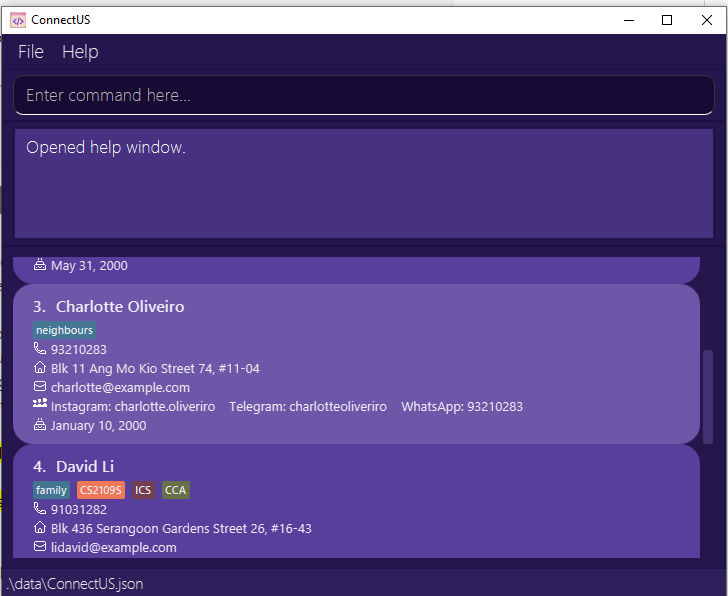 ConnectUS
File Help
Enter command here...
Opened help window.
May 31, 2000
3. Charlotte Oliveiro
neighbours
93210283
Blk 11 Ang Mo Kio Street 74, #11-04
charlotte@example.com
Instagram: charlotte.oliveriro Telegram: charlotteoliveriro WhatsApp: 93210283
January 10, 2000
4. David Li
family CS2109S ICS CCA
91031282
Blk 436 Serangoon Gardens Street 26, #16-43
lidavid@example.com
.\data\ConnectUS.json